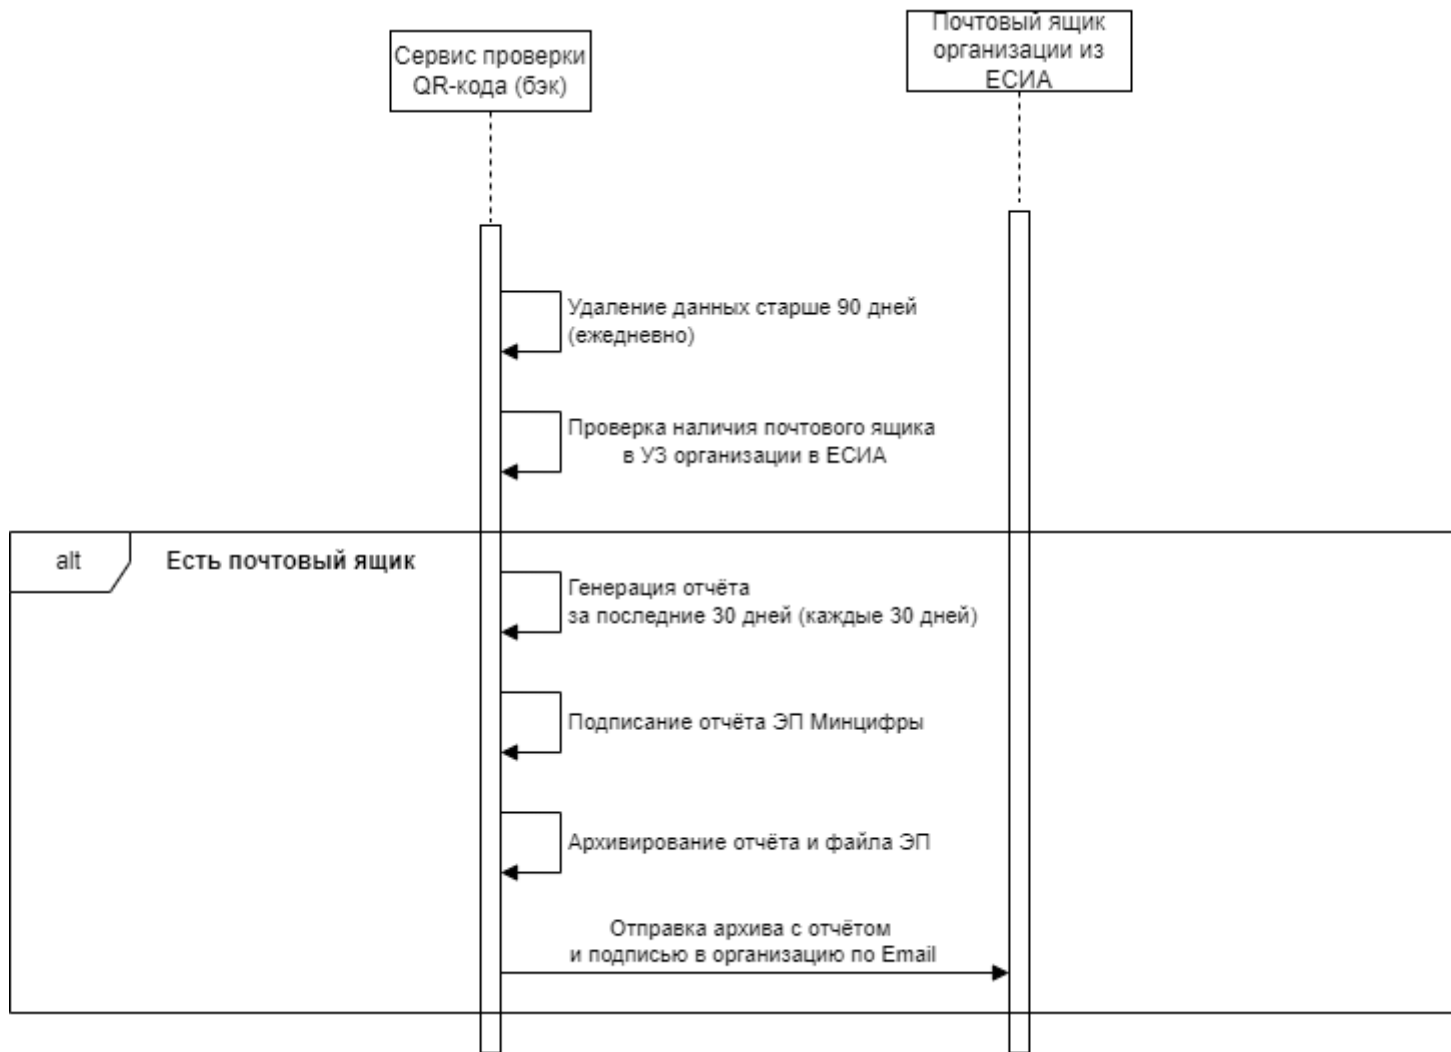 Сервис проверки
QR-кода (бэк)
Почтовый ящик
организации из
ЕСИА
Удаление данных старше 90 дней
(ежедневно)
Проверка наличия почтового ящика
в УЗ организации в ЕСИА
alt
Есть почтовый ящик
Генерация отчёта
за последние 30 дней (каждые 30 дней)
Подписание отчёта ЭП Минцифры
Архивирование отчёта и файла ЭП
Отправка архива с отчётом
и подписью в организацию по Email